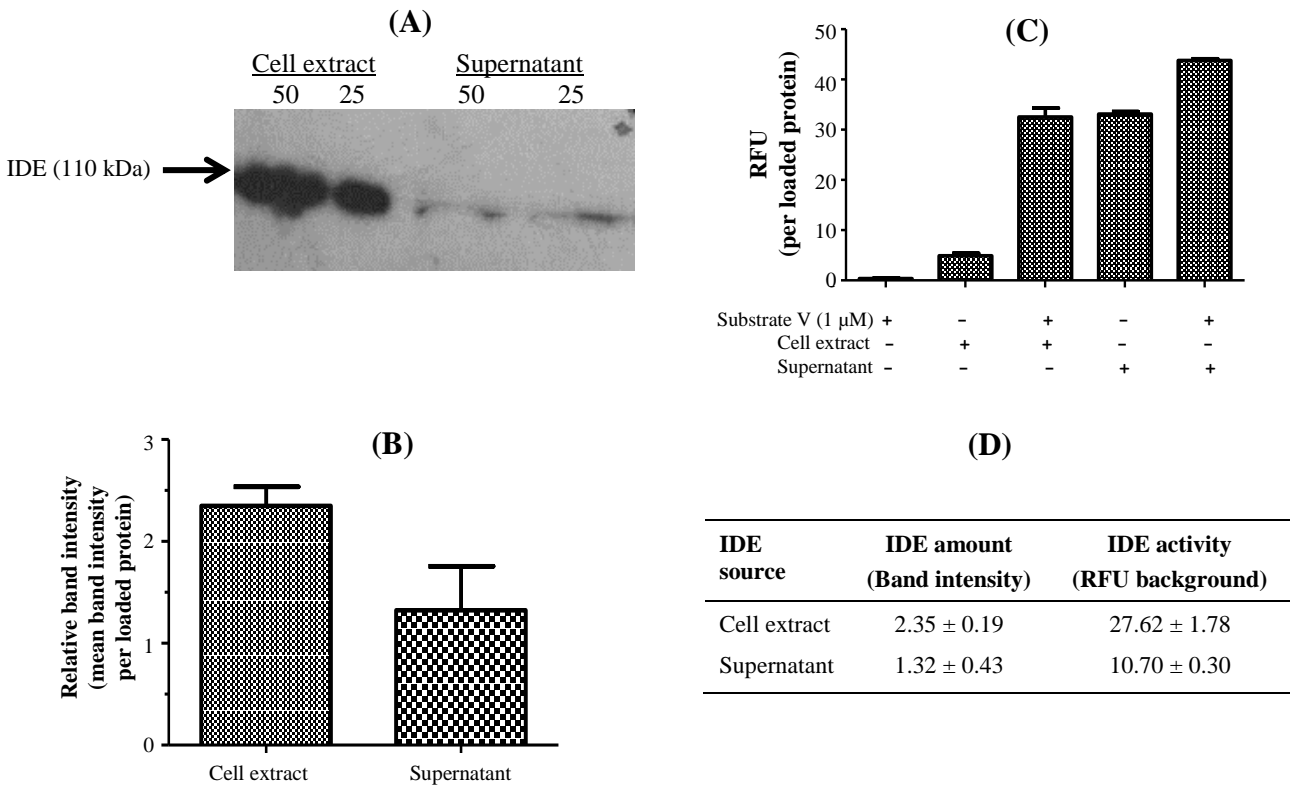 (A)
Cell extract Supernatant
50 25 50 25
IDE (110 kDa)
(C)
RFU
(per loaded protein)
50
40
30
20
10
0
Substrate V (1 µM) + – + – +
Cell extract – + + – –
Supernatant – – – + +
(B)
Relative band intensity
(mean band intensity
per loaded protein)
3
2
1
0
Cell extract Supernatant
(D)
IDE source IDE amount (Band intensity) IDE activity (RFU background)
Cell extract 2.35 ± 0.19 27.62 ± 1.78
Supernatant 1.32 ± 0.43 10.70 ± 0.30